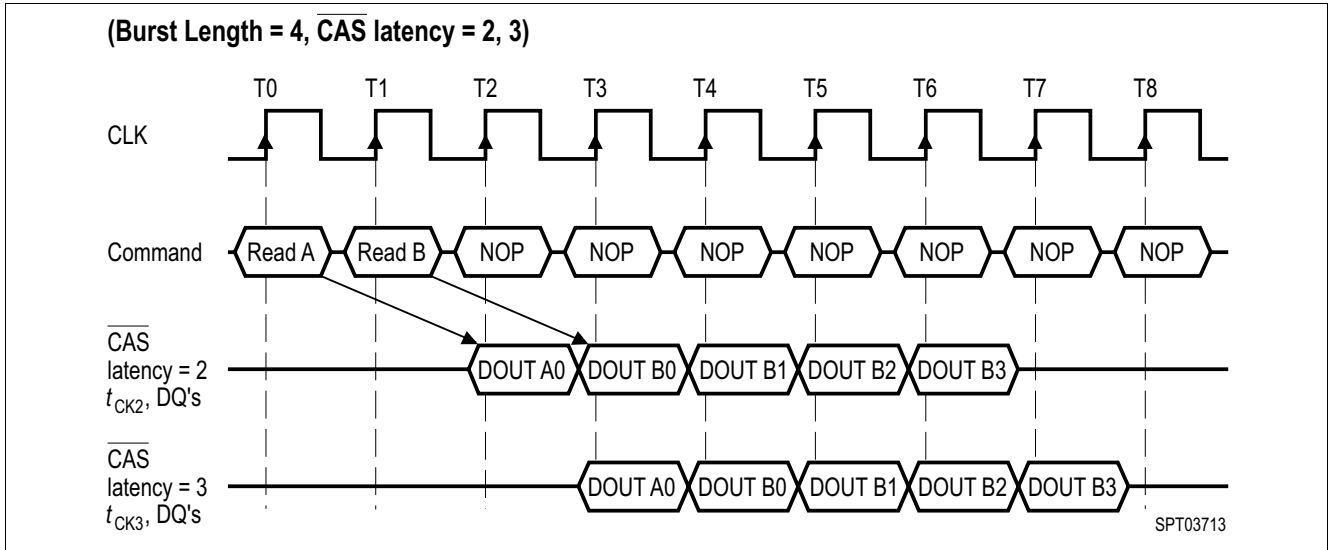 (Burst Length = 4, CAS latency = 2, 3)
T0 T1 T2 T3 T4 T5 T6 T7 T8
CLK
Command Read A Read B NOP NOP NOP NOP NOP NOP NOP
CAS
latency = 2
tCK2, DQ's
DOUT A0 DOUT B0 DOUT B1 DOUT B2 DOUT B3
CAS
latency = 3
tCK3, DQ's
DOUT A0 DOUT B0 DOUT B1 DOUT B2 DOUT B3
SPT03713